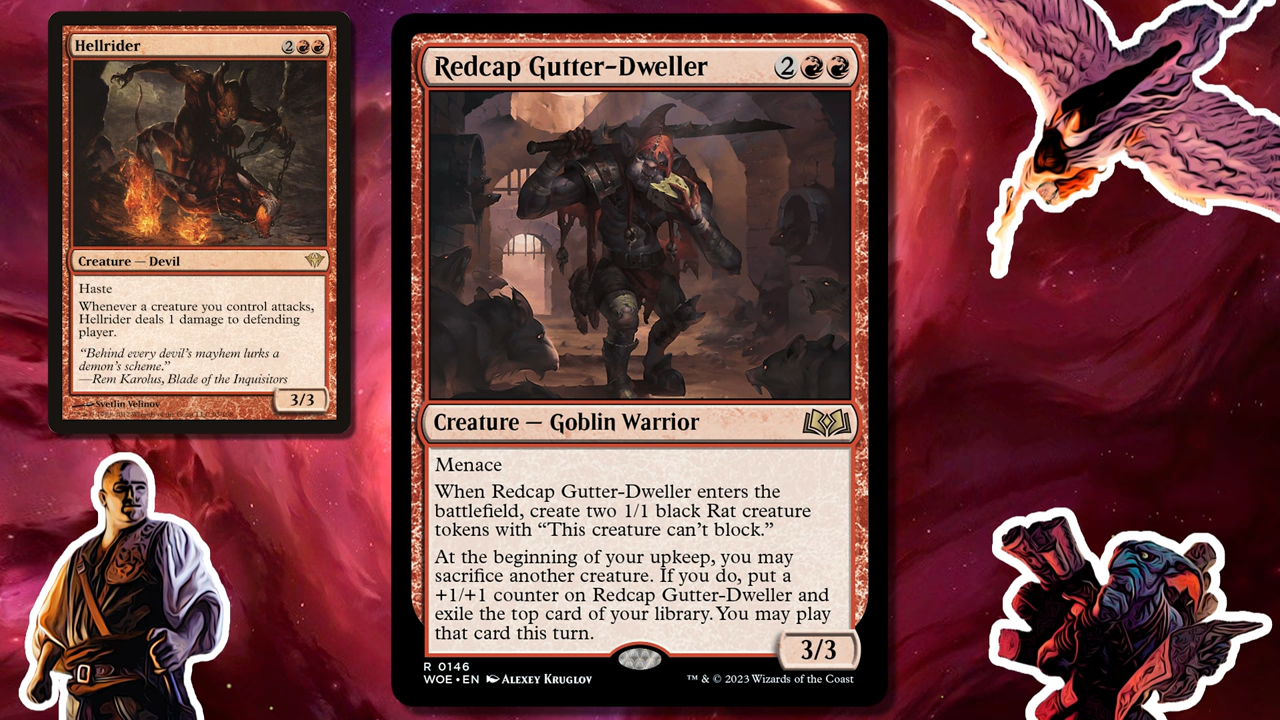 Hellrider 2
Creature — Devil
Haste
Whenever a creature you control attacks,
Hellrider deals 1 damage to defending
player.
“Behind every devil’s mayhem lurks a
demon’s scheme.”
—Rem Karolus, Blade of the Inquisitors
3/3
Svetlin Velinov
Redcap Gutter-Dweller 2
Creature — Goblin Warrior
Menace
When Redcap Gutter-Dweller enters the
battlefield, create two 1/1 black Rat creature
tokens with “This creature can’t block.”
At the beginning of your upkeep, you may
sacrifice another creature. If you do, put a
+1/+1 counter on Redcap Gutter-Dweller and
exile the top card of your library. You may play
that card this turn.
3/3
R 0146
WOE • EN Alexey Kruglov
™ & © 2023 Wizards of the Coast